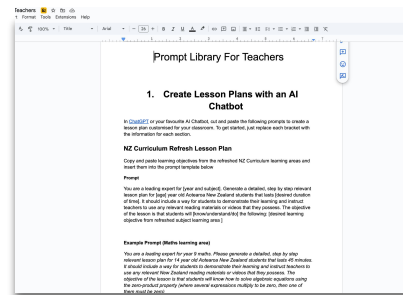 Teachers
Format Tools Extensions Help
100% Title Arial 26 B I U A
Prompt Library For Teachers
1. Create Lesson Plans with an AI
Chatbot
In ChatGPT or your favourite AI Chatbot, cut and paste the following prompts to create a
lesson plan customised for your classroom. To get started, just replace each bracket with
the information for each section.
NZ Curriculum Refresh Lesson Plan
Copy and paste learning objectives from the refreshed NZ Curriculum learning areas and
insert them into the prompt template below
Prompt
You are a leading expert for [year and subject]. Generate a detailed, step by step relevant
lesson plan for [age] year old Aotearoa New Zealand students that lasts [desired duration
of time]. It should include a way for students to demonstrate their learning and instruct
teachers to use any relevant reading materials or videos that they possess. The objective
of the lesson is that students will [know/understand/do] the following: [desired learning
objective from refreshed subject learning area ]
Example Prompt (Maths learning area)
You are a leading expert for year 9 maths. Please generate a detailed, step by step
relevant lesson plan for 14 year old Aotearoa New Zealand students that lasts 45 minutes.
It should include a way for students to demonstrate their learning and instruct teachers to
use any relevant New Zealand reading materials or videos that they possess. The
objective of the lesson is that students will know how to solve algebraic equations using
the zero-product property (where several expressions multiply to be zero, then one of
them must be zero)